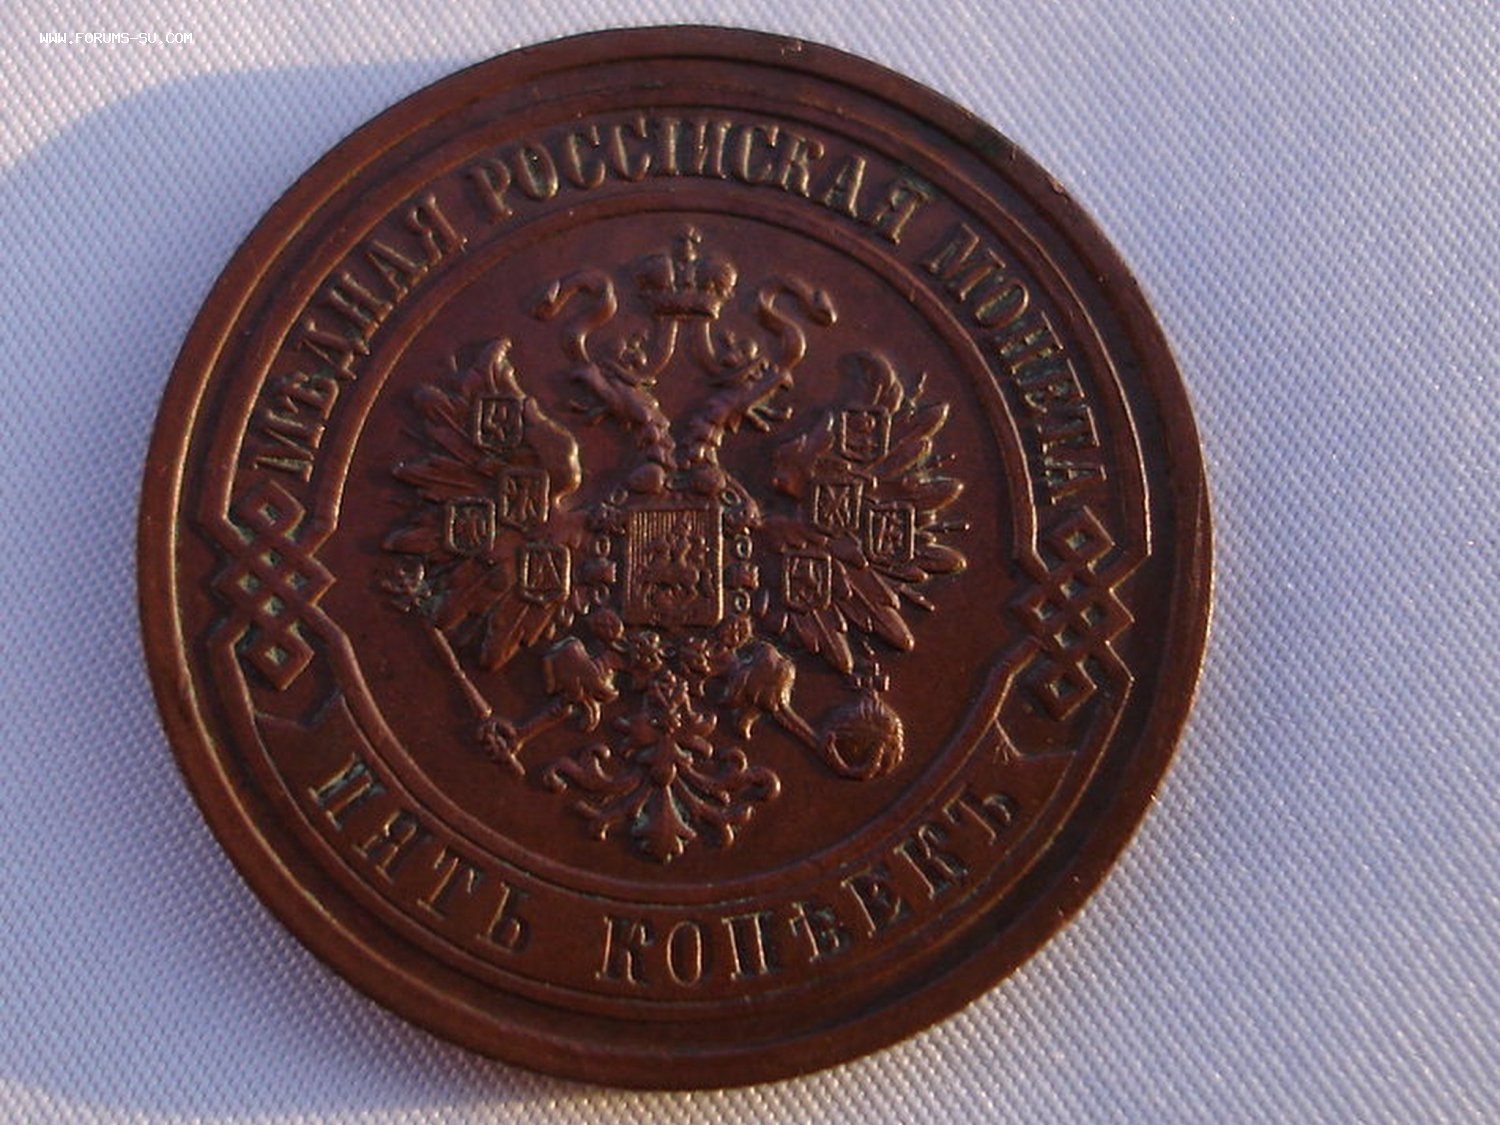 WWW.FORUMS-SU.COM
МѢДНАЯ РОССІЙСКАЯ МОНЕТА
ПЯТЬ КОПѢЕКЪ